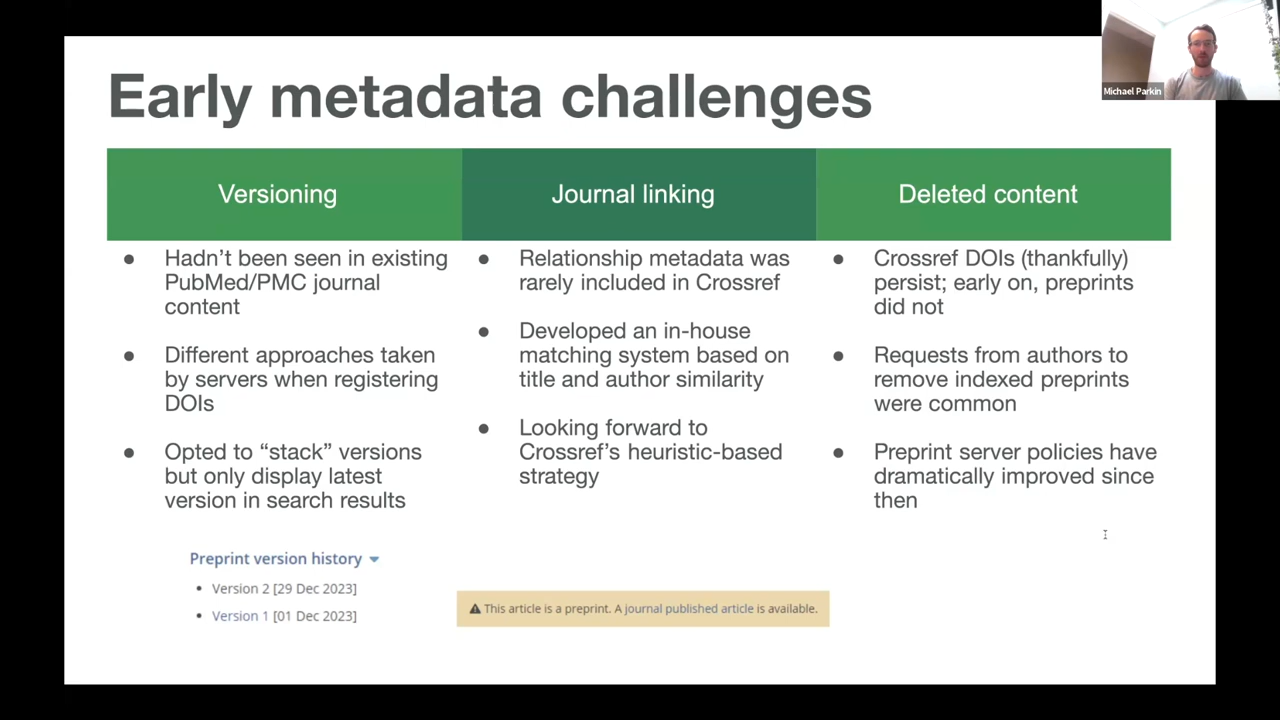 Early metadata challenges
Michael Parkin
Versioning
Hadn't been seen in existing
PubMed/PMC journal
content
Different approaches taken
by servers when registering
DOIs
Opted to “stack” versions
but only display latest
version in search results
Journal linking
Relationship metadata was
rarely included in Crossref
Developed an in-house
matching system based on
title and author similarity
Looking forward to
Crossref's heuristic-based
strategy
Deleted content
Crossref DOIs (thankfully)
persist; early on, preprints
did not
Requests from authors to
remove indexed preprints
were common
Preprint server policies have
dramatically improved since
then
Preprint version history
Version 2 [29 Dec 2023]
Version 1 [01 Dec 2023]
This article is a preprint. A journal published article is available.